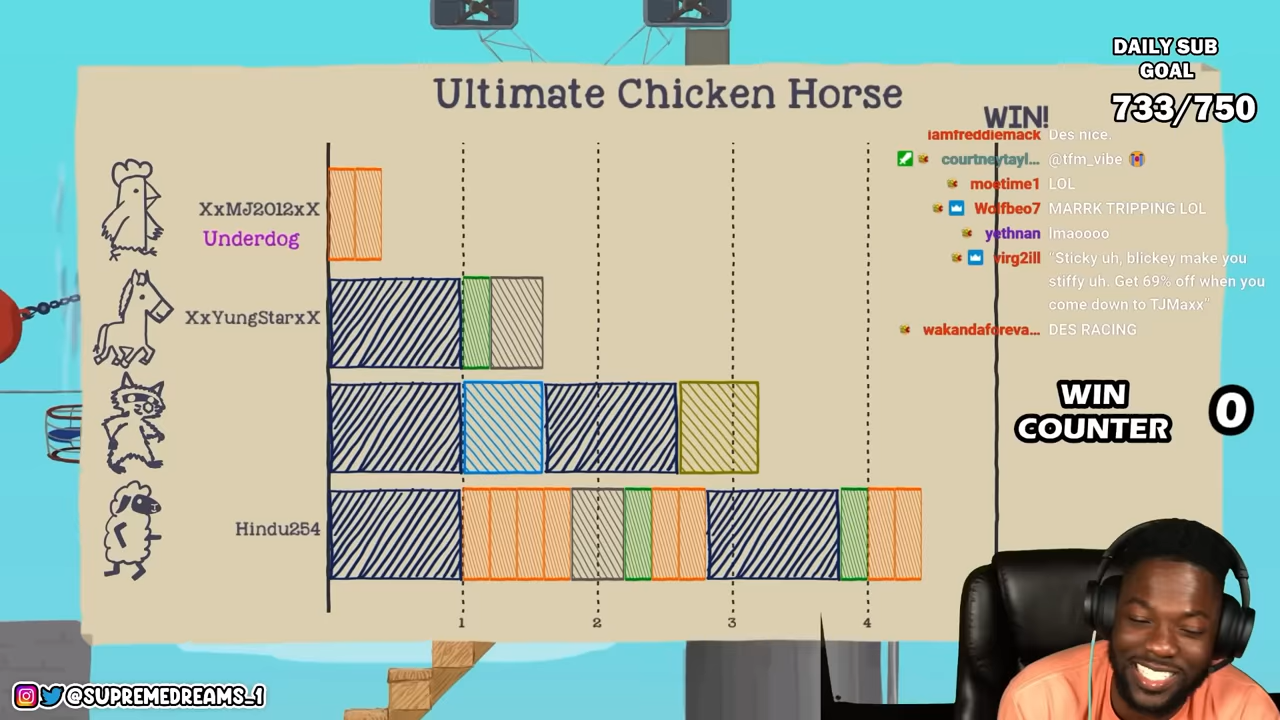 Ultimate Chicken Horse
DAILY SUB
GOAL
733/750
WIN!
iamfreddiemack Des nice.
courtneytayl... @tfm_vibe
moetime1 LOL
Wolfbeo7 MARRK TRIPPING LOL
yethnan lmaoooo
virg2ill "Sticky uh, blickey make you
stiffy uh. Get 69% off when you
come down to TJMaxx"
wakandaforeva... DES RACING
XxMJ2012xX
Underdog
XxYungStarxX
Hindu254
WIN
COUNTER 0
1 2 3 4
@SUPREMEDREAMS_1